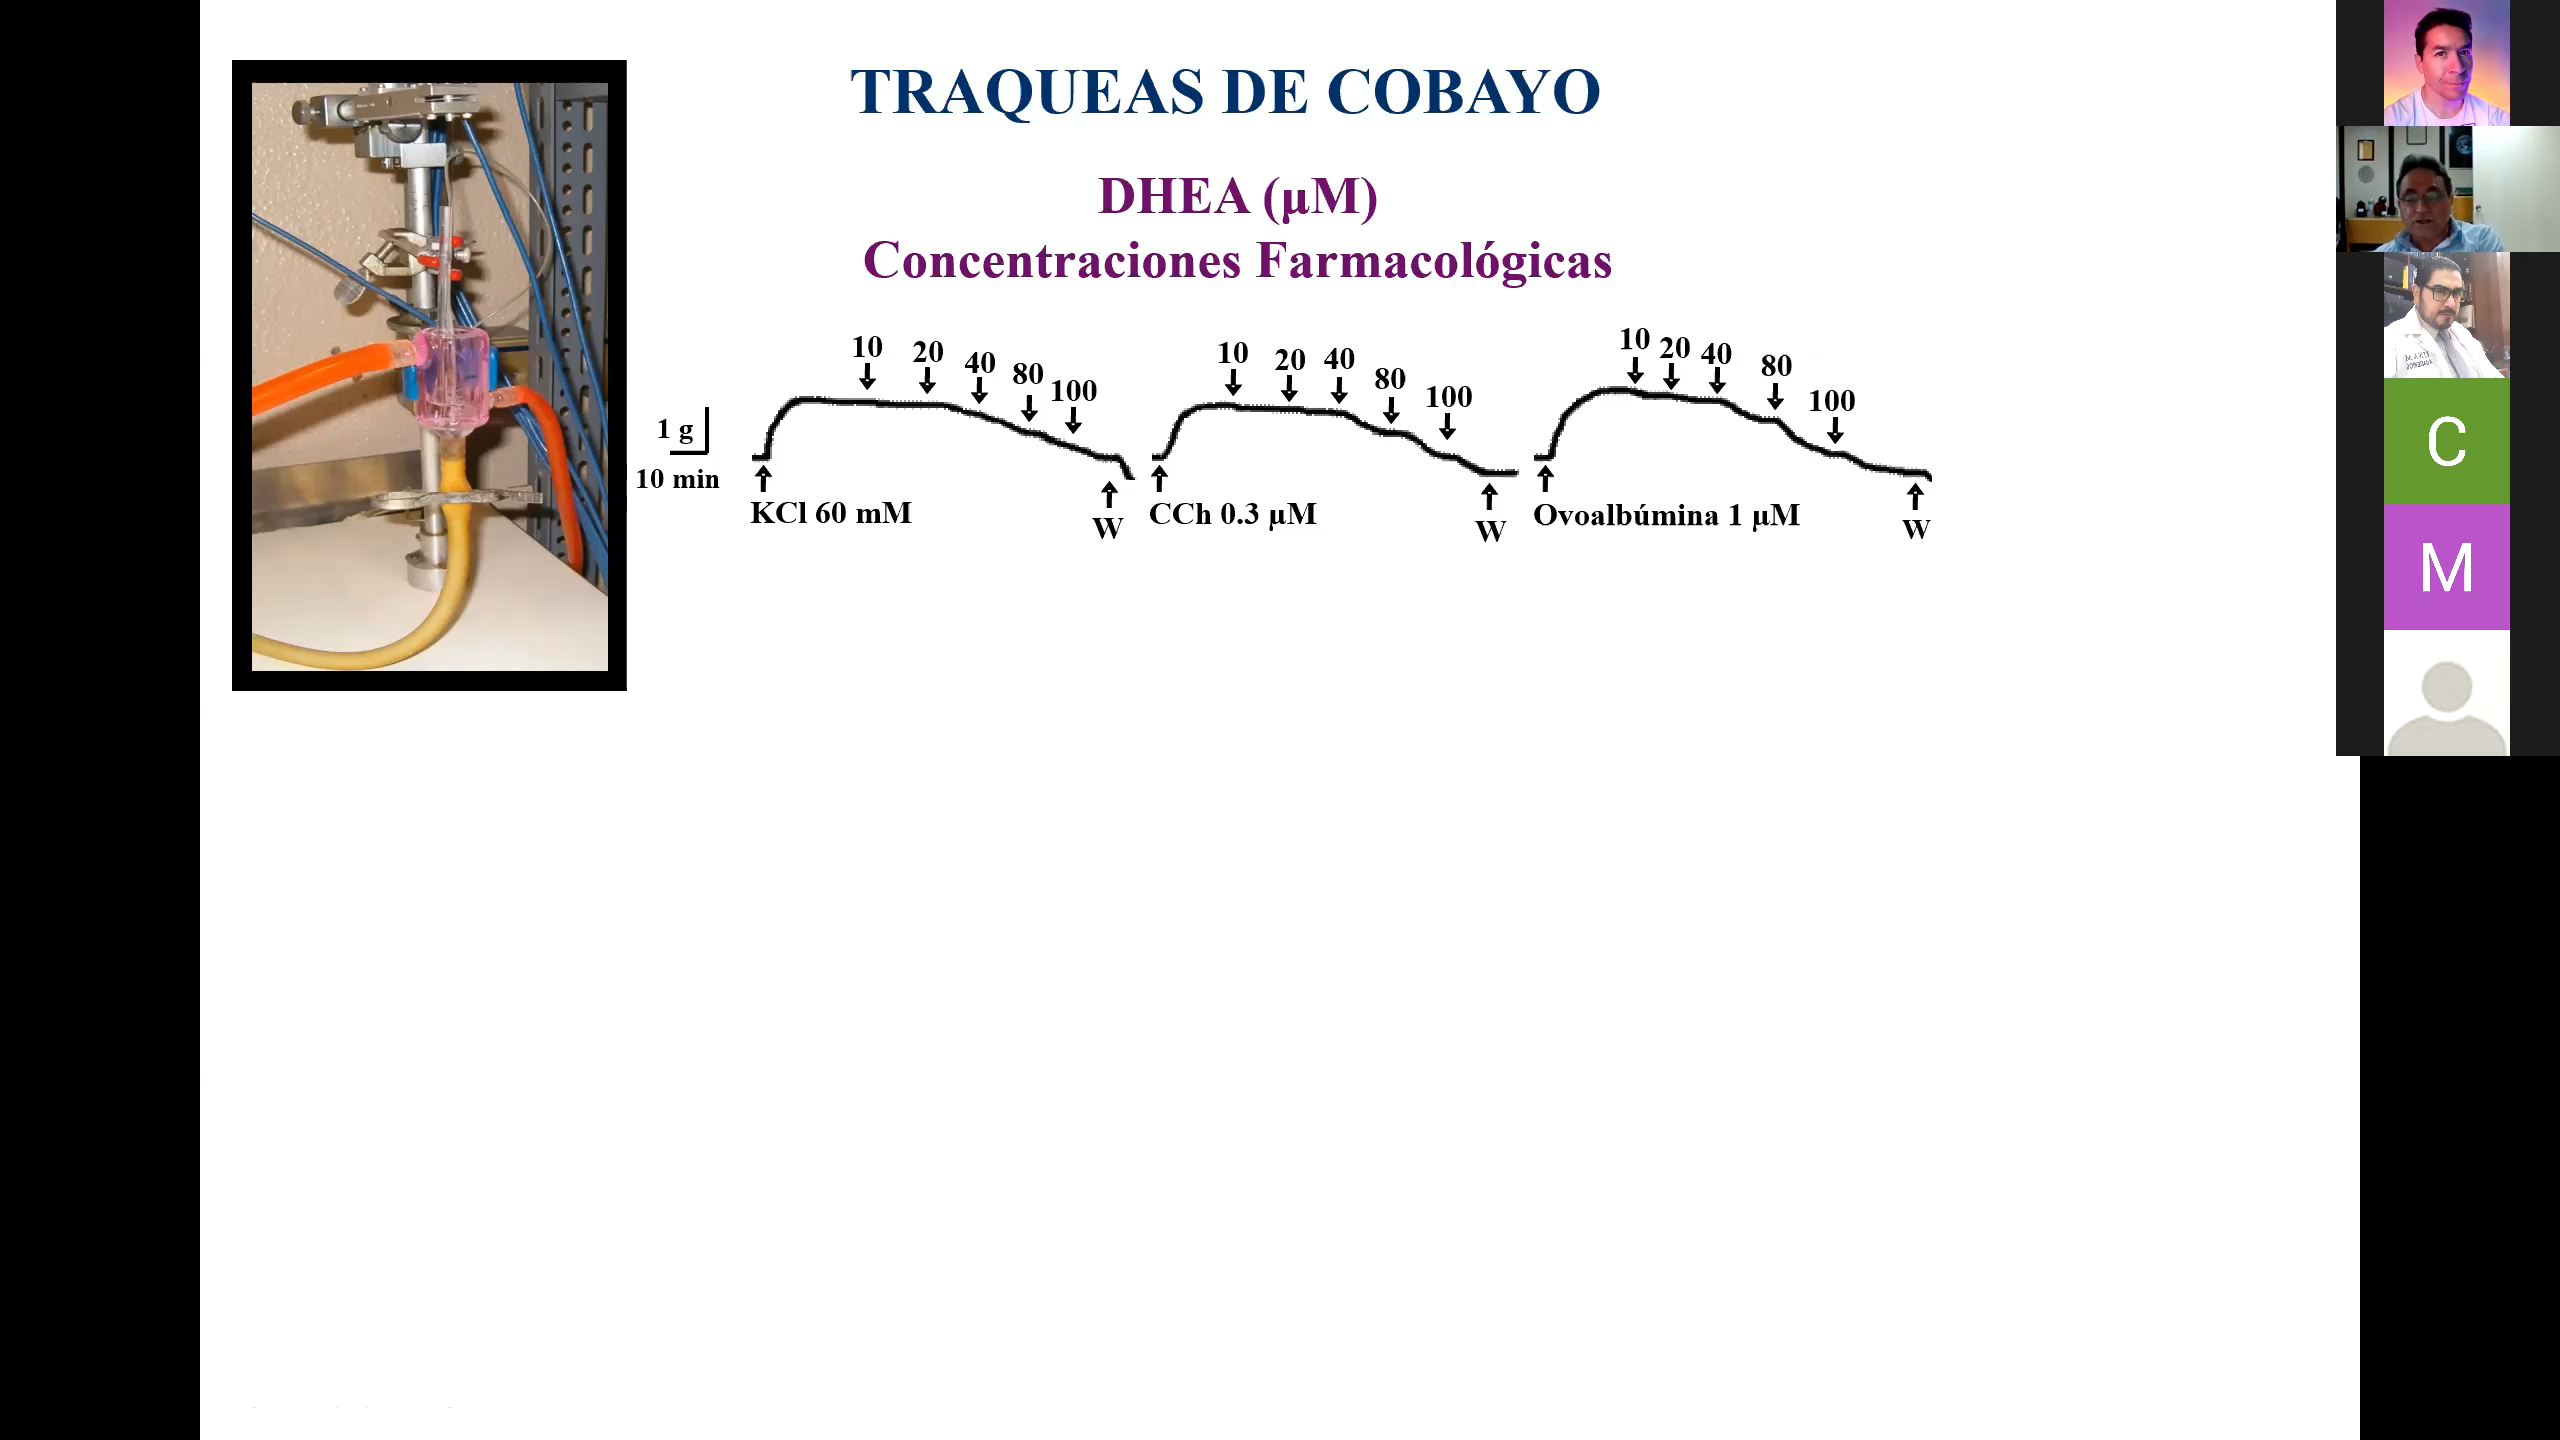 TRAQUEAS DE COBAYO
DHEA (µM)
Concentraciones Farmacológicas
1 g
10 min
10 20 40 80 100
KCl 60 mM
W
10 20 40 80 100
CCh 0.3 µM
W
10 20 40 80 100
Ovoalbúmina 1 µM
W
C
M